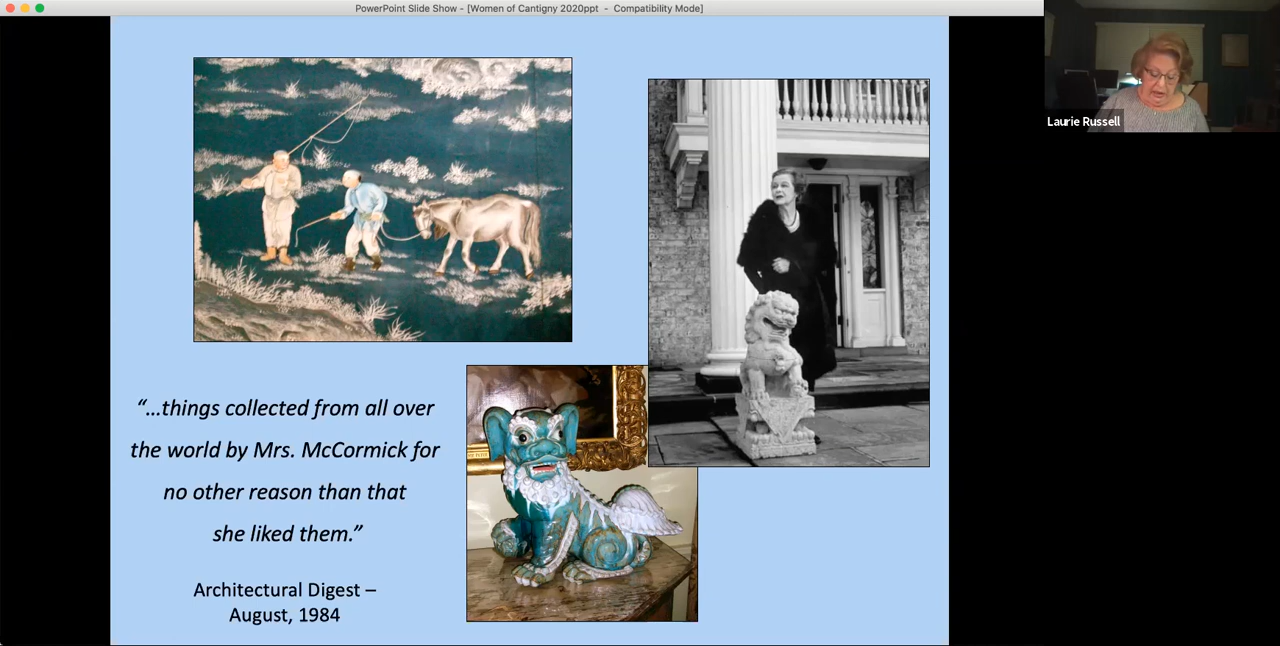 PowerPoint Slide Show - [Women of Cantigny 2020ppt - Compatibility Mode]
Laurie Russell
“...things collected from all over
the world by Mrs. McCormick for
no other reason than that
she liked them.”
Architectural Digest –
August, 1984